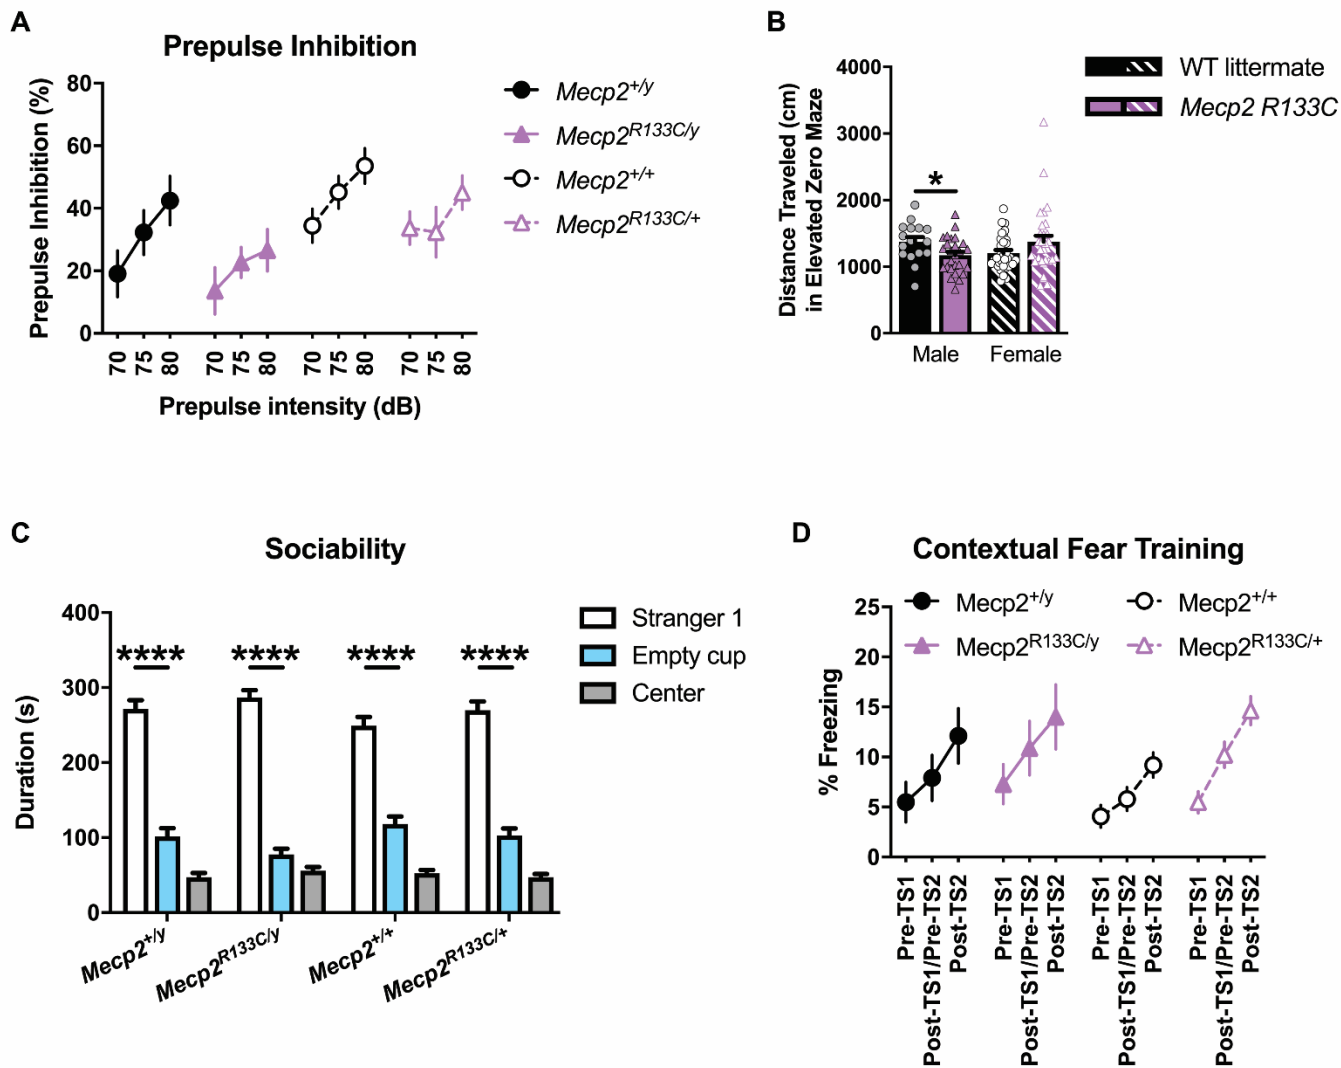 A
Prepulse Inhibition
Prepulse Inhibition (%)
80
60
40
20
0
70
75
80
70
75
80
70
75
80
70
75
80
Prepulse intensity (dB)
Mecp2+/y
Mecp2R133C/y
Mecp2+/+
Mecp2R133C/+
B
Distance Traveled (cm)
in Elevated Zero Maze
4000
3000
2000
1000
0
*
Male
Female
WT littermate
Mecp2 R133C
C
Sociability
Duration (s)
400
300
200
100
0
**** **** **** ****
Mecp2+/y
Mecp2R133C/y
Mecp2+/+
Mecp2R133C/+
Stranger 1
Empty cup
Center
D
Contextual Fear Training
Mecp2+/y
Mecp2+/+
Mecp2R133C/y
Mecp2R133C/+
% Freezing
25
20
15
10
5
0
Pre-TS1
Post-TS1/Pre-TS2
Post-TS2
Pre-TS1
Post-TS1/Pre-TS2
Post-TS2
Pre-TS1
Post-TS1/Pre-TS2
Post-TS2
Pre-TS1
Post-TS1/Pre-TS2
Post-TS2